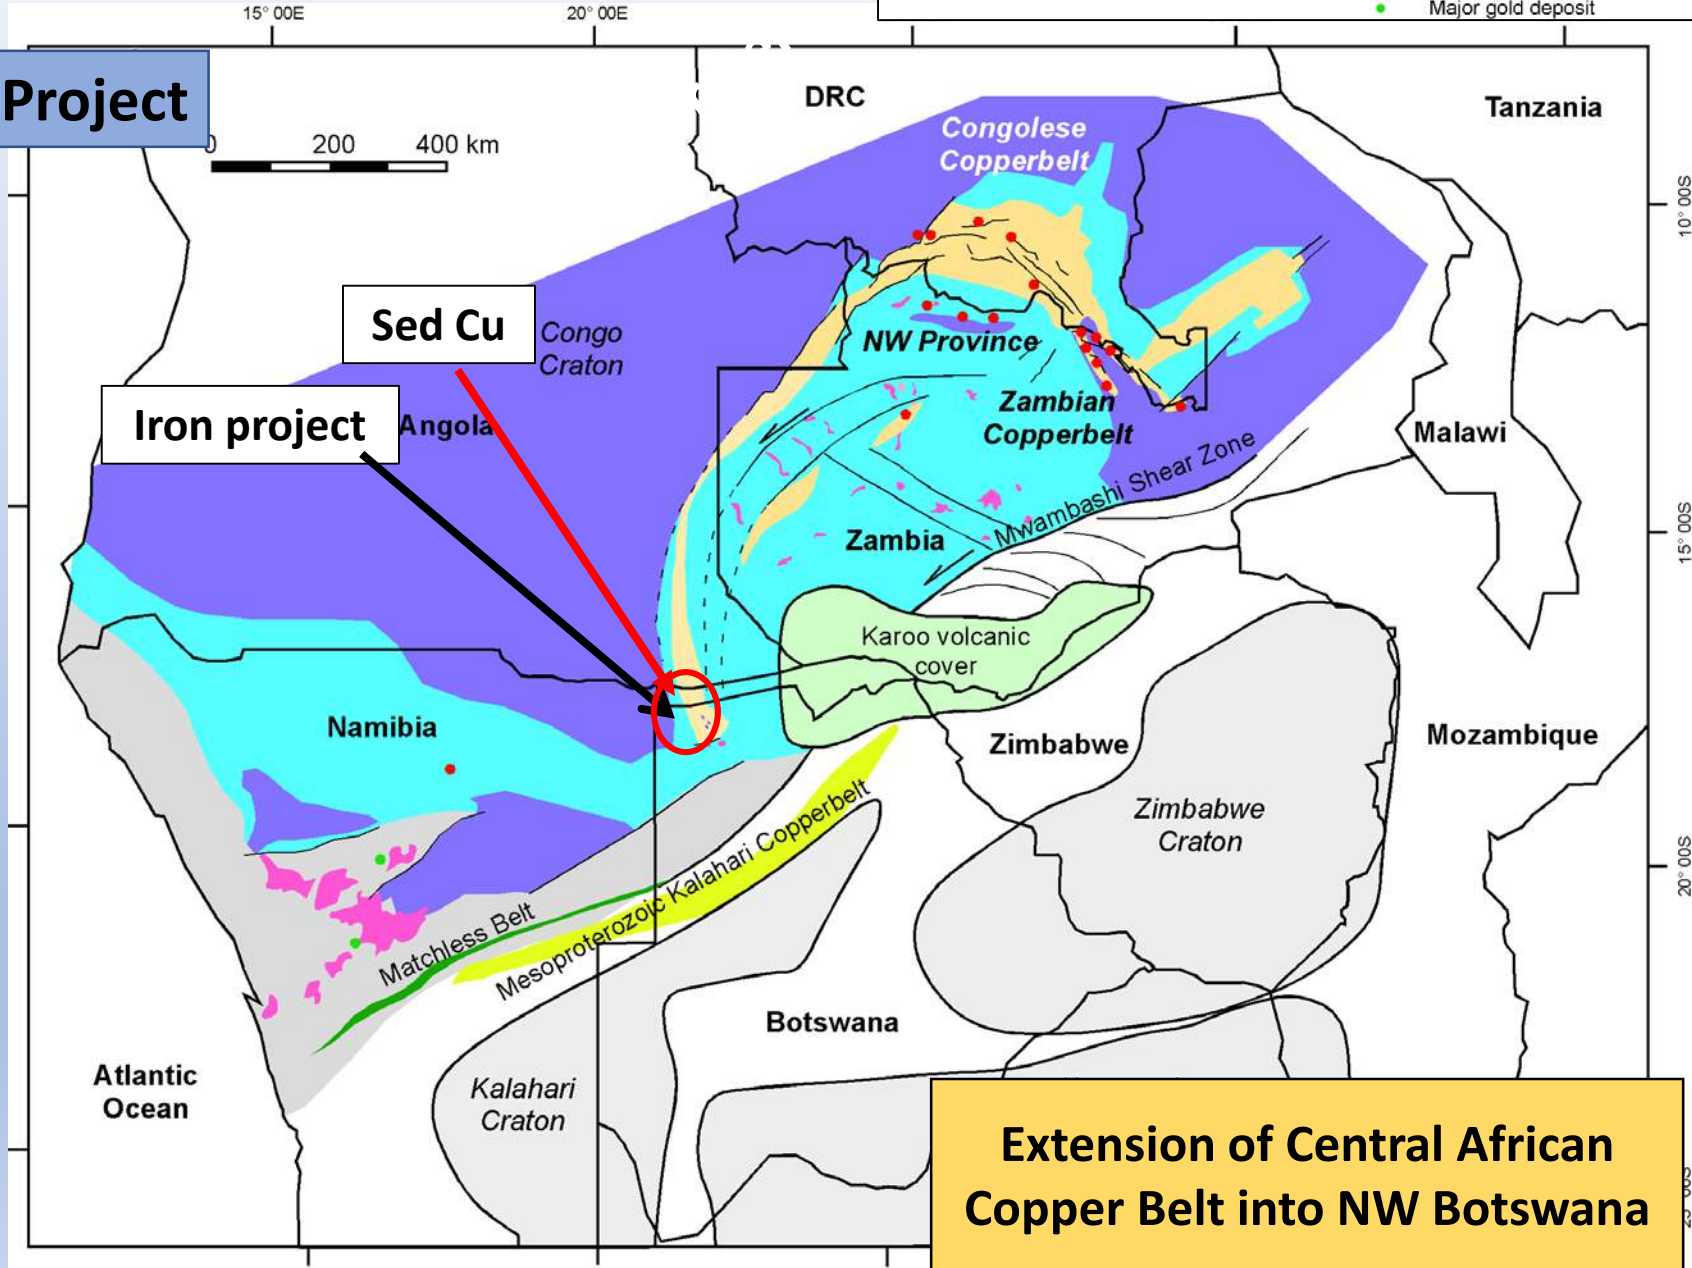 15° 00E
20° 00E
Major gold deposit
Project
0 200 400 km
DRC
Tanzania
Congolese
Copperbelt
10° 00S
Sed Cu
Congo
Craton
NW Province
Iron project
Angola
Zambian
Copperbelt
Malawi
Mwambashi Shear Zone
Zambia
15° 00S
Karoo volcanic
cover
Namibia
Zimbabwe
Mozambique
Zimbabwe
Craton
20° 00S
Matchless Belt
Mesoproterozoic Kalahari Copperbelt
Botswana
Atlantic
Ocean
Kalahari
Craton
Extension of Central African
Copper Belt into NW Botswana